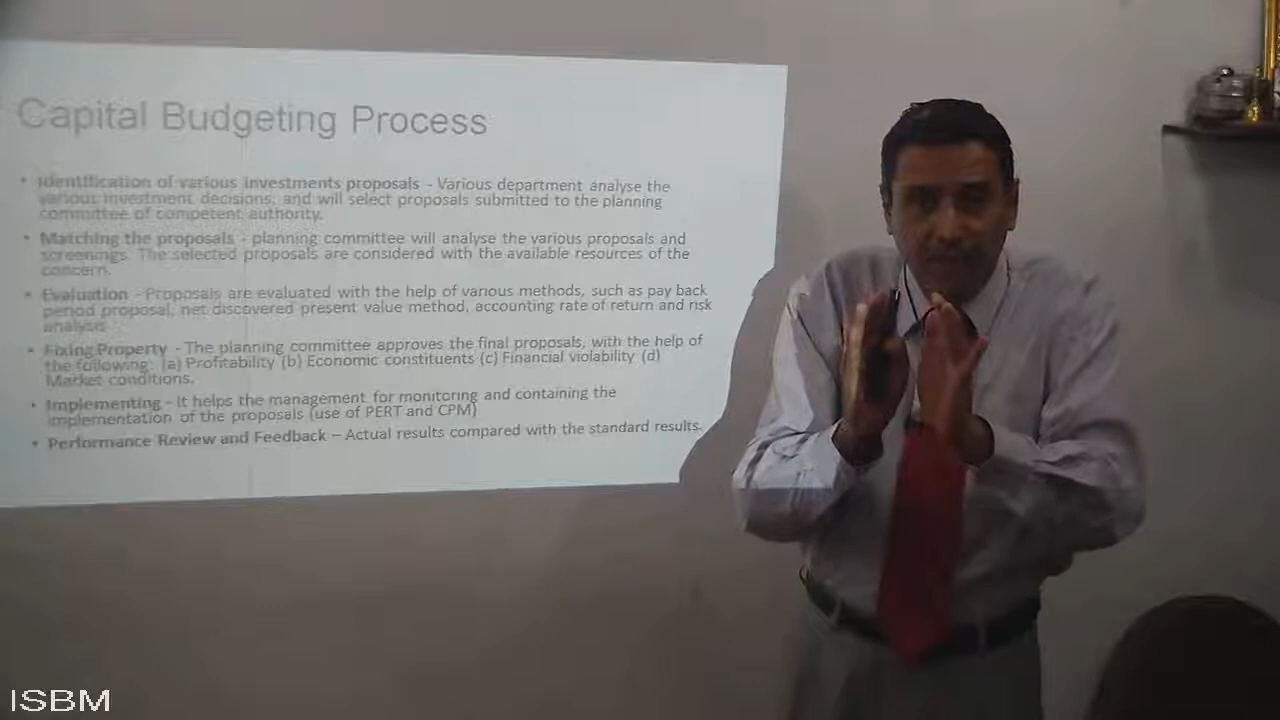 Capital Budgeting Process
• Identification of various investments proposals - Various department analyse the
various investment decisions, and will select proposals submitted to the planning
committee of competent authority.
• Matching the proposals - planning committee will analyse the various proposals and
screenings. The selected proposals are considered with the available resources of the
concern.
• Evaluation - Proposals are evaluated with the help of various methods, such as pay back
period proposal, net discovered present value method, accounting rate of return and risk
analysis.
• Fixing Property - The planning committee approves the final proposals, with the help of
the following: (a) Profitability (b) Economic constituents (c) Financial violability (d)
Market conditions.
• Implementing – It helps the management for monitoring and containing the
implementation of the proposals (use of PERT and CPM)
• Performance Review and Feedback – Actual results compared with the standard results.
ISBM